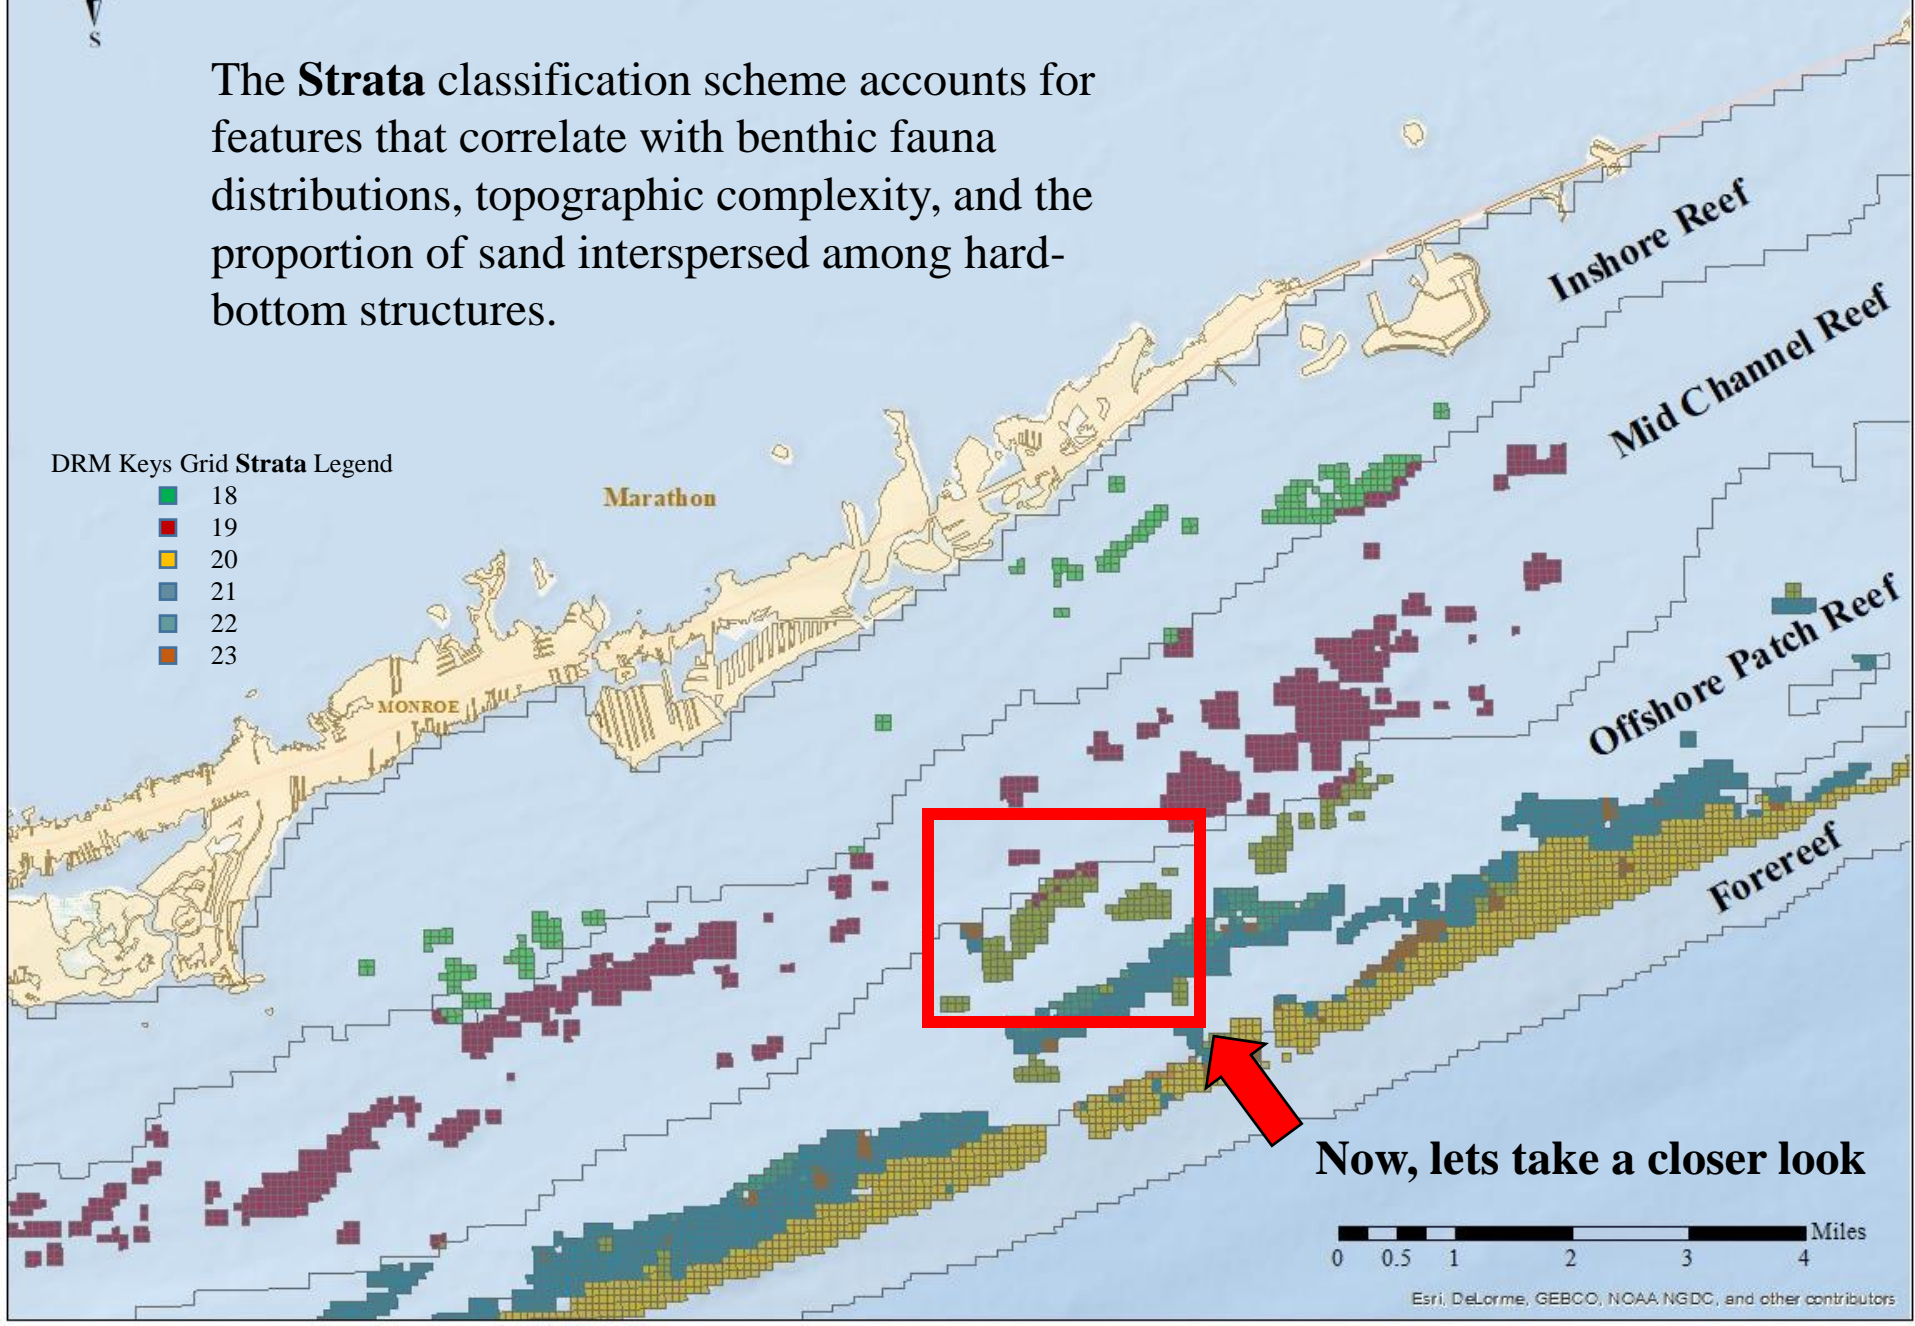 S
The Strata classification scheme accounts for
features that correlate with benthic fauna
distributions, topographic complexity, and the
proportion of sand interspersed among hard-
bottom structures.
Inshore Reef
Mid Channel Reef
DRM Keys Grid Strata Legend
18
19
20
21
22
23
Marathon
MONROE
Offshore Patch Reef
Forereef
Now, lets take a closer look
Miles
0 0.5 1 2 3 4
Esri, DeLorme, GEBCO, NOAA NGDC, and other contributors